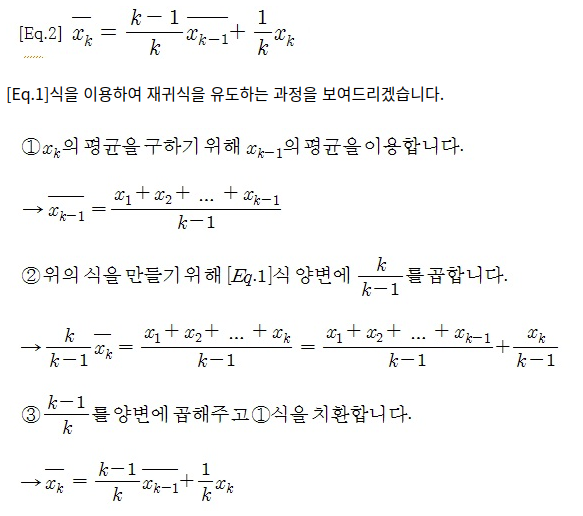 [Eq.2] $\overline{x_k} = \frac{k-1}{k}\overline{x_{k-1}} + \frac{1}{k}x_k$
[Eq.1]식을 이용하여 재귀식을 유도하는 과정을 보여드리겠습니다.
①$x_k$의 평균을 구하기 위해 $x_{k-1}$의 평균을 이용합니다.
→ $\overline{x_{k-1}} = \frac{x_1 + x_2 + \ ... \ + x_{k-1}}{k-1}$
②위의 식을 만들기 위해 [Eq.1]식 양변에 $\frac{k}{k-1}$를 곱합니다.
→ $\frac{k}{k-1}\overline{x_k} = \frac{x_1 + x_2 + \ ... \ + x_k}{k-1} = \frac{x_1 + x_2 + \ ... \ + x_{k-1}}{k-1} + \frac{x_k}{k-1}$
③$\frac{k-1}{k}$를 양변에 곱해주고 ①식을 치환합니다.
→ $\overline{x_k} = \frac{k-1}{k}\overline{x_{k-1}} + \frac{1}{k}x_k$